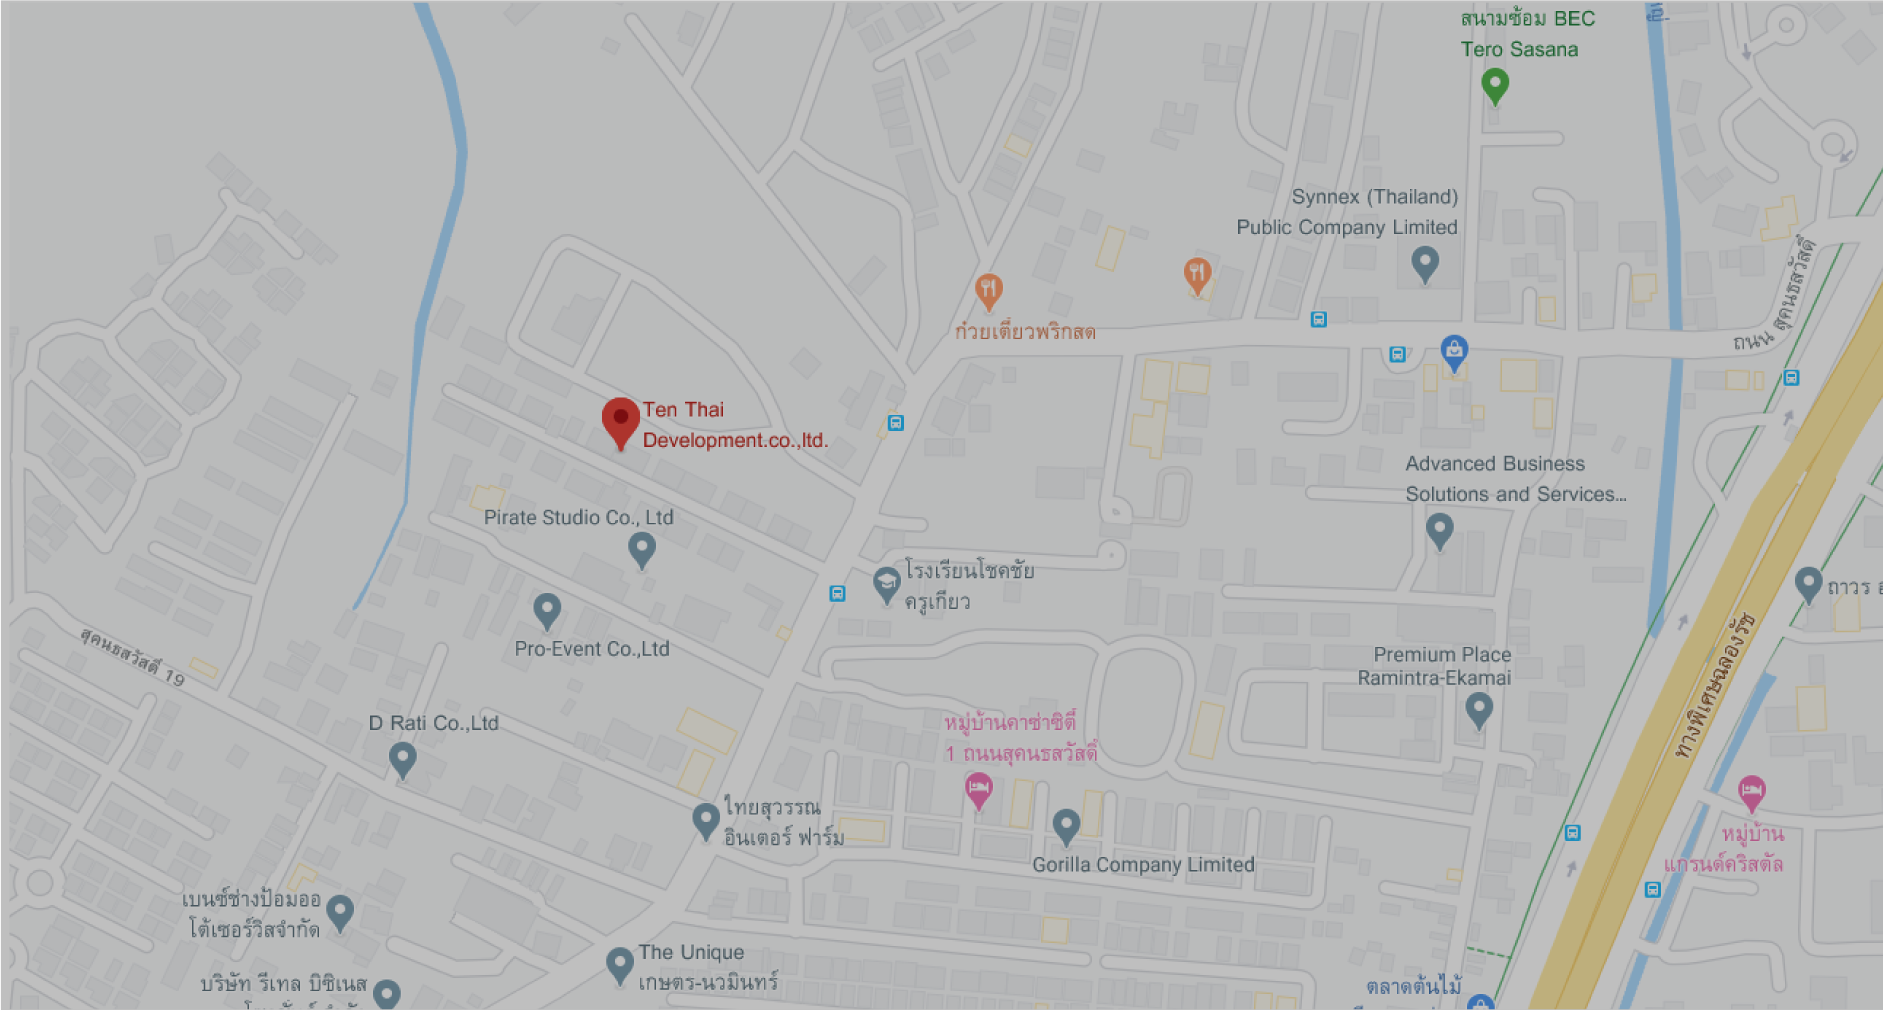 สนามซ้อม BEC
Tero Sasana
Synnex (Thailand)
Public Company Limited
ถนน สุคนธสวัสดิ์
ก๋วยเตี๋ยวพริกสด
Ten Thai
Development.co.,ltd.
Advanced Business
Solutions and Services...
Pirate Studio Co., Ltd
โรงเรียนโชคชัย
ครูเกียว
ถาวร
Pro-Event Co.,Ltd
สุคนธสวัสดิ์ 19
Premium Place
Ramintra-Ekamai
ทางพิเศษฉลองรัช
D Rati Co.,Ltd
หมู่บ้านคาซ่าซิตี้
1 ถนนสุคนธสวัสดิ์
ไทยสุวรรณ
อินเตอร์ ฟาร์ม
หมู่บ้าน
แกรนด์คริสตัล
Gorilla Company Limited
เบนซ์ช่างป้อมออ
โต้เซอร์วิสจำกัด
The Unique
เกษตร-นวมินทร์
บริษัท รีเทล บิซิเนส
ตลาดต้นไม้